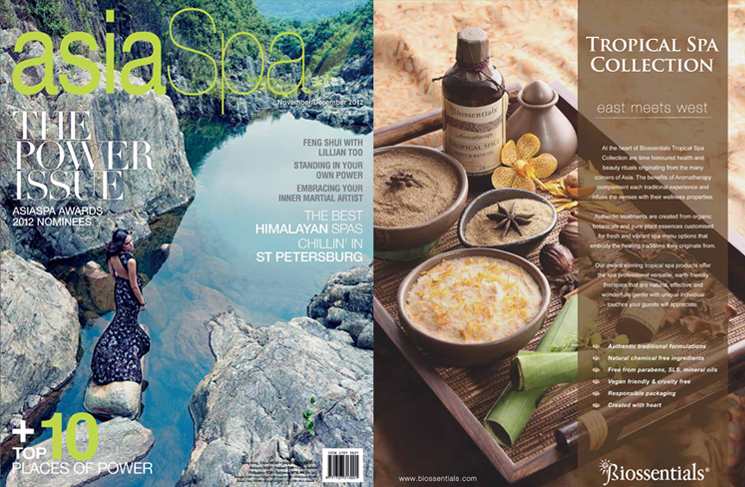 asiaSpa
November/December 2012
THE
POWER
ISSUE
ASIASPA AWARDS
2012 NOMINEES
FENG SHUI WITH
LILLIAN TOO
STANDING IN YOUR
OWN POWER
EMBRACING YOUR
INNER MARTIAL ARTIST
THE BEST
HIMALAYAN SPAS
CHILLIN' IN
ST PETERSBURG
+TOP 10
PLACES OF POWER
Biossentials
Aromatherapy
TROPICAL SPICE
TROPICAL SPA
COLLECTION
east meets west
At the heart of Biossentials Tropical Spa
Collection are time honoured health and
beauty rituals originating from the many
corners of Asia. The benefits of Aromatherapy
complement each traditional experience and
infuse the senses with their wellness properties.
Authentic treatments are created from organic
botanicals and pure plant essences customised
for fresh and vibrant spa menu options that
embody the healing traditions they originate from.
Our award winning tropical spa products offer
the spa professional versatile, earth friendly
therapies that are natural, effective and
wonderfully gentle with unique individual
touches your guests will appreciate.
Authentic traditional formulations
Natural chemical free ingredients
Free from parabens, SLS, mineral oils
Vegan friendly & cruelty free
Responsible packaging
Created with heart
www.biossentials.com
Biossentials®